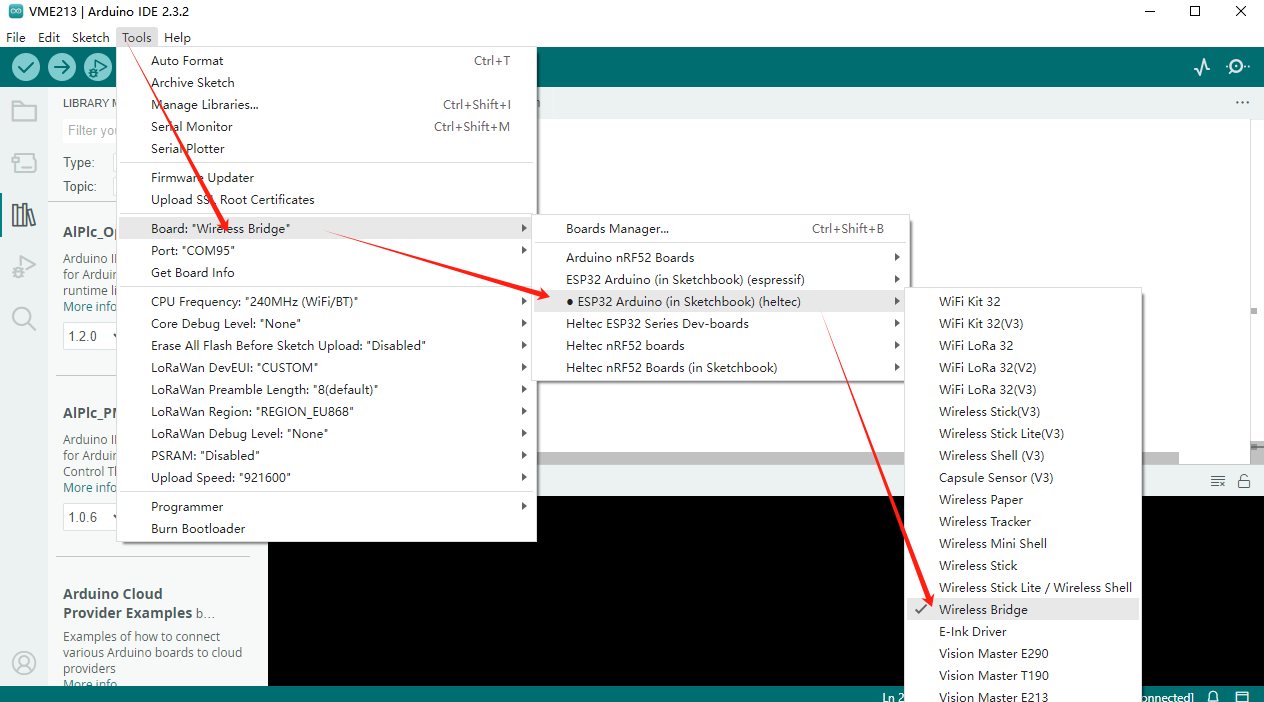 VME213 | Arduino IDE 2.3.2
File Edit Sketch Tools Help
LIBRARY M
Filter you
Type:
Topic:
AlPlc_Op
Arduino I
for Arduin
runtime li
More info
1.2.0
AlPlc_PM
Arduino I
for Arduin
Control Th
More info
1.0.6
Arduino Cloud
Provider Examples b...
Examples of how to connect
various Arduino boards to cloud
providers
More info
Auto Format Ctrl+T
Archive Sketch
Manage Libraries... Ctrl+Shift+I
Serial Monitor Ctrl+Shift+M
Serial Plotter
Firmware Updater
Upload SSL Root Certificates
Board: "Wireless Bridge"
Port: "COM95"
Get Board Info
CPU Frequency: "240MHz (WiFi/BT)"
Core Debug Level: "None"
Erase All Flash Before Sketch Upload: "Disabled"
LoRaWan DevEUI: "CUSTOM"
LoRaWan Preamble Length: "8(default)"
LoRaWan Region: "REGION_EU868"
LoRaWan Debug Level: "None"
PSRAM: "Disabled"
Upload Speed: "921600"
Programmer
Burn Bootloader
Boards Manager... Ctrl+Shift+B
Arduino nRF52 Boards
ESP32 Arduino (in Sketchbook) (espressif)
● ESP32 Arduino (in Sketchbook) (heltec)
Heltec ESP32 Series Dev-boards
Heltec nRF52 boards
Heltec nRF52 Boards (in Sketchbook)
WiFi Kit 32
WiFi Kit 32(V3)
WiFi LoRa 32
WiFi LoRa 32(V2)
WiFi LoRa 32(V3)
Wireless Stick(V3)
Wireless Stick Lite(V3)
Wireless Shell (V3)
Capsule Sensor (V3)
Wireless Paper
Wireless Tracker
Wireless Mini Shell
Wireless Stick
Wireless Stick Lite / Wireless Shell
Wireless Bridge
E-Ink Driver
Vision Master E290
Vision Master T190
Vision Master E213
Ln 2
onnected]